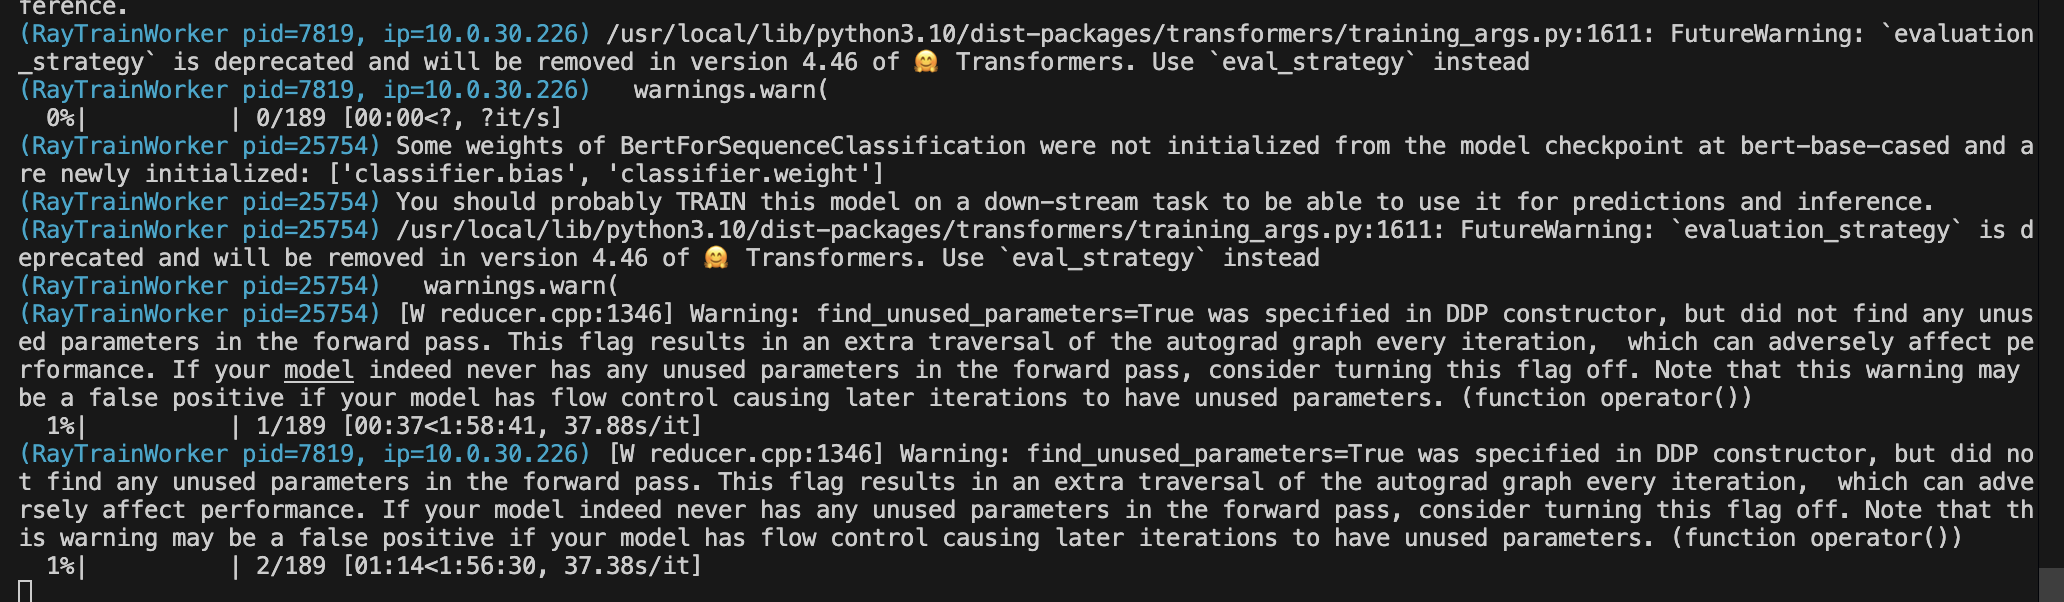 ference.
(RayTrainWorker pid=7819, ip=10.0.30.226) /usr/local/lib/python3.10/dist-packages/transformers/training_args.py:1611: FutureWarning: `evaluation
_strategy` is deprecated and will be removed in version 4.46 of 🤗 Transformers. Use `eval_strategy` instead
(RayTrainWorker pid=7819, ip=10.0.30.226)   warnings.warn(
  0%|          | 0/189 [00:00<?, ?it/s]
(RayTrainWorker pid=25754) Some weights of BertForSequenceClassification were not initialized from the model checkpoint at bert-base-cased and a
re newly initialized: ['classifier.bias', 'classifier.weight']
(RayTrainWorker pid=25754) You should probably TRAIN this model on a down-stream task to be able to use it for predictions and inference.
(RayTrainWorker pid=25754) /usr/local/lib/python3.10/dist-packages/transformers/training_args.py:1611: FutureWarning: `evaluation_strategy` is d
eprecated and will be removed in version 4.46 of 🤗 Transformers. Use `eval_strategy` instead
(RayTrainWorker pid=25754)   warnings.warn(
(RayTrainWorker pid=25754) [W reducer.cpp:1346] Warning: find_unused_parameters=True was specified in DDP constructor, but did not find any unus
ed parameters in the forward pass. This flag results in an extra traversal of the autograd graph every iteration,  which can adversely affect pe
rformance. If your model indeed never has any unused parameters in the forward pass, consider turning this flag off. Note that this warning may
be a false positive if your model has flow control causing later iterations to have unused parameters. (function operator())
  1%|          | 1/189 [00:37<1:58:41, 37.88s/it]
(RayTrainWorker pid=7819, ip=10.0.30.226) [W reducer.cpp:1346] Warning: find_unused_parameters=True was specified in DDP constructor, but did no
t find any unused parameters in the forward pass. This flag results in an extra traversal of the autograd graph every iteration,  which can adve
rsely affect performance. If your model indeed never has any unused parameters in the forward pass, consider turning this flag off. Note that th
is warning may be a false positive if your model has flow control causing later iterations to have unused parameters. (function operator())
  1%|          | 2/189 [01:14<1:56:30, 37.38s/it]